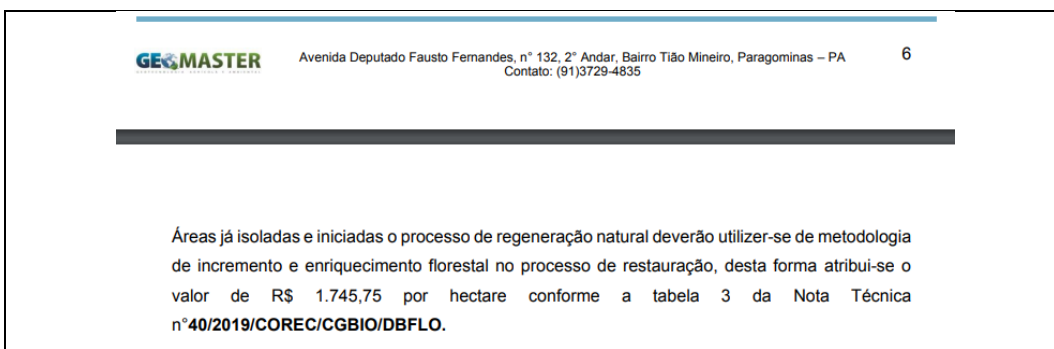 GEOMASTER
Avenida Deputado Fausto Fernandes, n° 132, 2° Andar, Bairro Tião Mineiro, Paragominas – PA
6
Contato: (91)3729-4835
Áreas já isoladas e iniciadas o processo de regeneração natural deverão utilizer-se de metodologia
de incremento e enriquecimento florestal no processo de restauração, desta forma atribui-se o
valor de R$ 1.745,75 por hectare conforme a tabela 3 da Nota Técnica
n°40/2019/COREC/CGBIO/DBFLO.